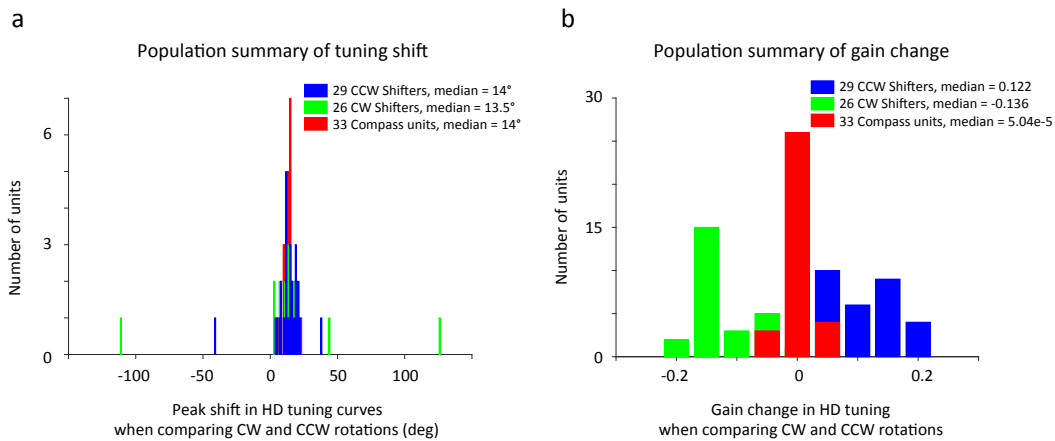 a
Population summary of tuning shift
29 CCW Shifters, median = 14°
26 CW Shifters, median = 13.5°
33 Compass units, median = 14°
Number of units
6
3
0
-100
-50
0
50
100
Peak shift in HD tuning curves
when comparing CW and CCW rotations (deg)
b
Population summary of gain change
29 CCW Shifters, median = 0.122
26 CW Shifters, median = -0.136
33 Compass units, median = 5.04e-5
Number of units
30
15
0
-0.2
0
0.2
Gain change in HD tuning
when comparing CW and CCW rotations